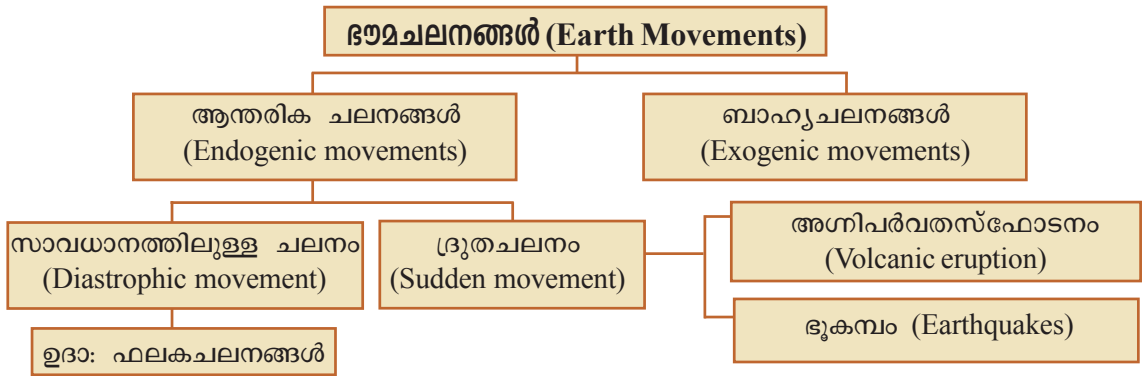 ഭൗമചലനങ്ങൾ (Earth Movements)
ആന്തരിക ചലനങ്ങൾ
(Endogenic movements)
ബാഹ്യചലനങ്ങൾ
(Exogenic movements)
സാവധാനത്തിലുള്ള ചലനം
(Diastrophic movement)
ദ്രുതചലനം
(Sudden movement)
അഗ്നിപർവതസ്ഫോടനം
(Volcanic eruption)
ഭൂകമ്പം (Earthquakes)
ഉദാ: ഫലകചലനങ്ങൾ